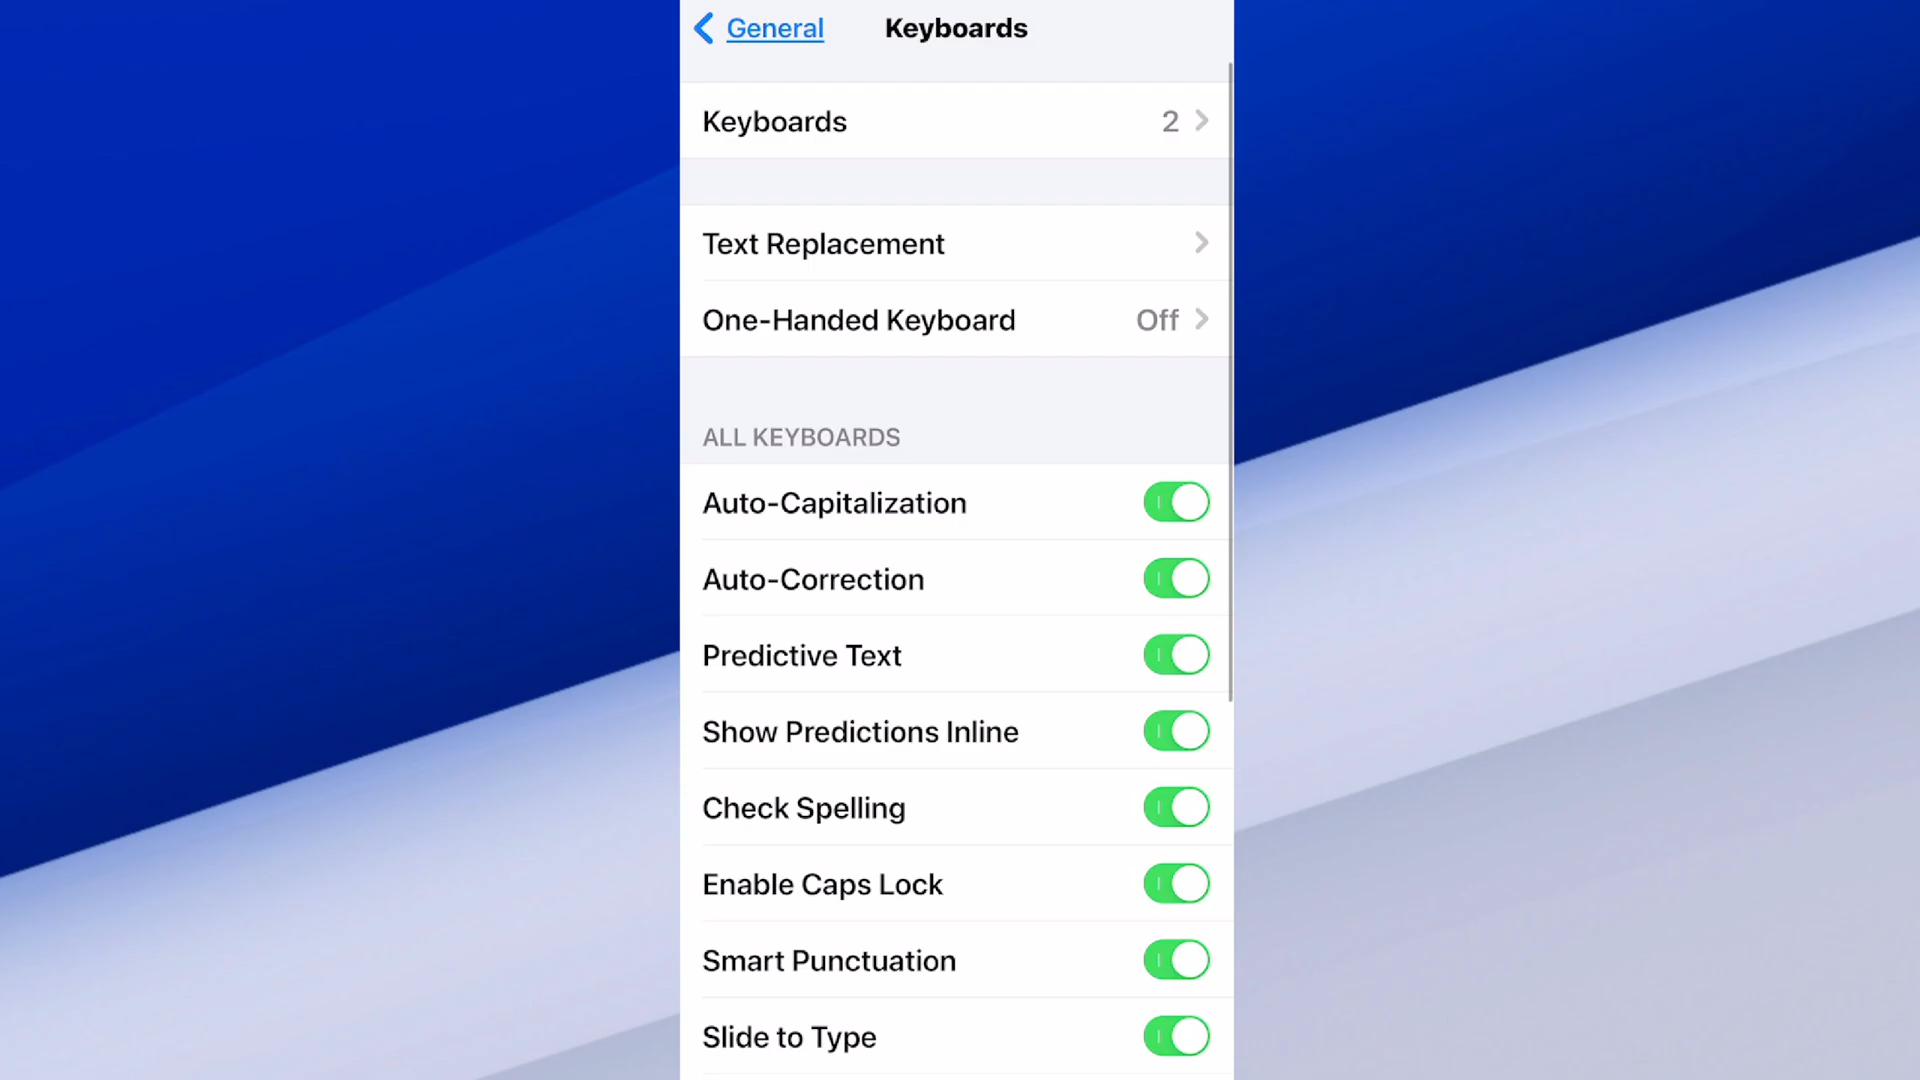 General
Keyboards
Keyboards 2
Text Replacement
One-Handed Keyboard Off
ALL KEYBOARDS
Auto-Capitalization
Auto-Correction
Predictive Text
Show Predictions Inline
Check Spelling
Enable Caps Lock
Smart Punctuation
Slide to Type